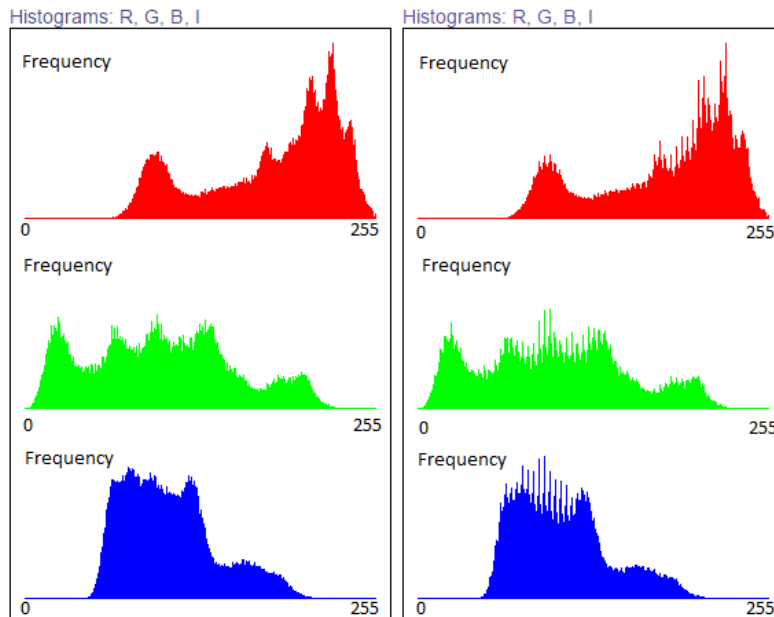 Histograms: R, G, B, I
Frequency
0 255
Frequency
0 255
Frequency
0 255
Histograms: R, G, B, I
Frequency
0 255
Frequency
0 255
Frequency
0 255